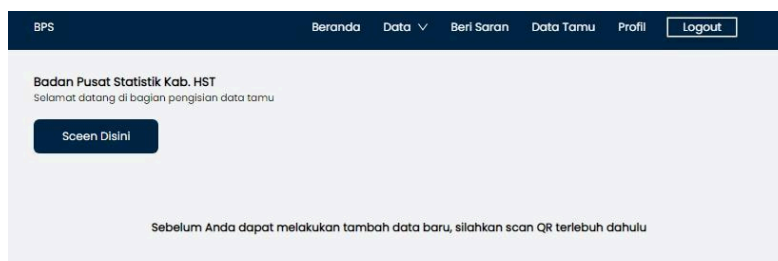 BPS Beranda Data Beri Saran Data Tamu Profil Logout
Badan Pusat Statistik Kab. HST
Selamat datang di bagian pengisian data tamu
Sceen Disini
Sebelum Anda dapat melakukan tambah data baru, silahkan scan QR terlebuh dahulu